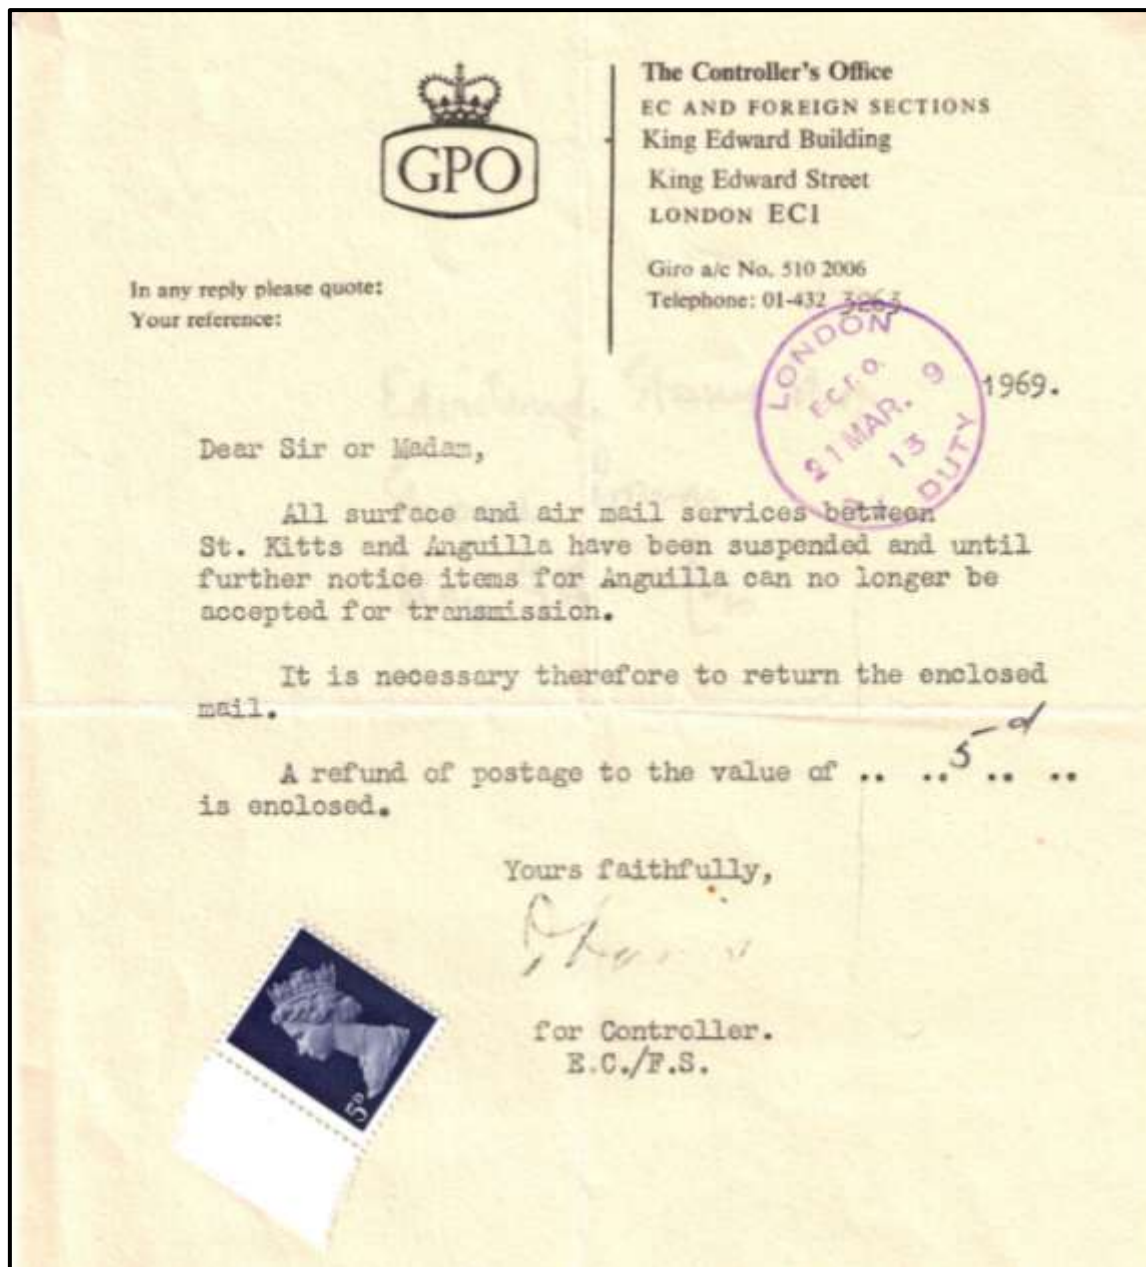 GPO
The Controller's Office
EC AND FOREIGN SECTIONS
King Edward Building
King Edward Street
LONDON EC1
Giro a/c No. 510 2006
Telephone: 01-432 3263
In any reply please quote:
Your reference:
LONDON
E.C.F.O.
21 MAR. 9
13
DUTY
1969.
Dear Sir or Madam,
All surface and air mail services between
St. Kitts and Anguilla have been suspended and until
further notice items for Anguilla can no longer be
accepted for transmission.
It is necessary therefore to return the enclosed
mail.
A refund of postage to the value of .. ..5d.. ..
is enclosed.
Yours faithfully,
for Controller.
E.C./F.S.
5D